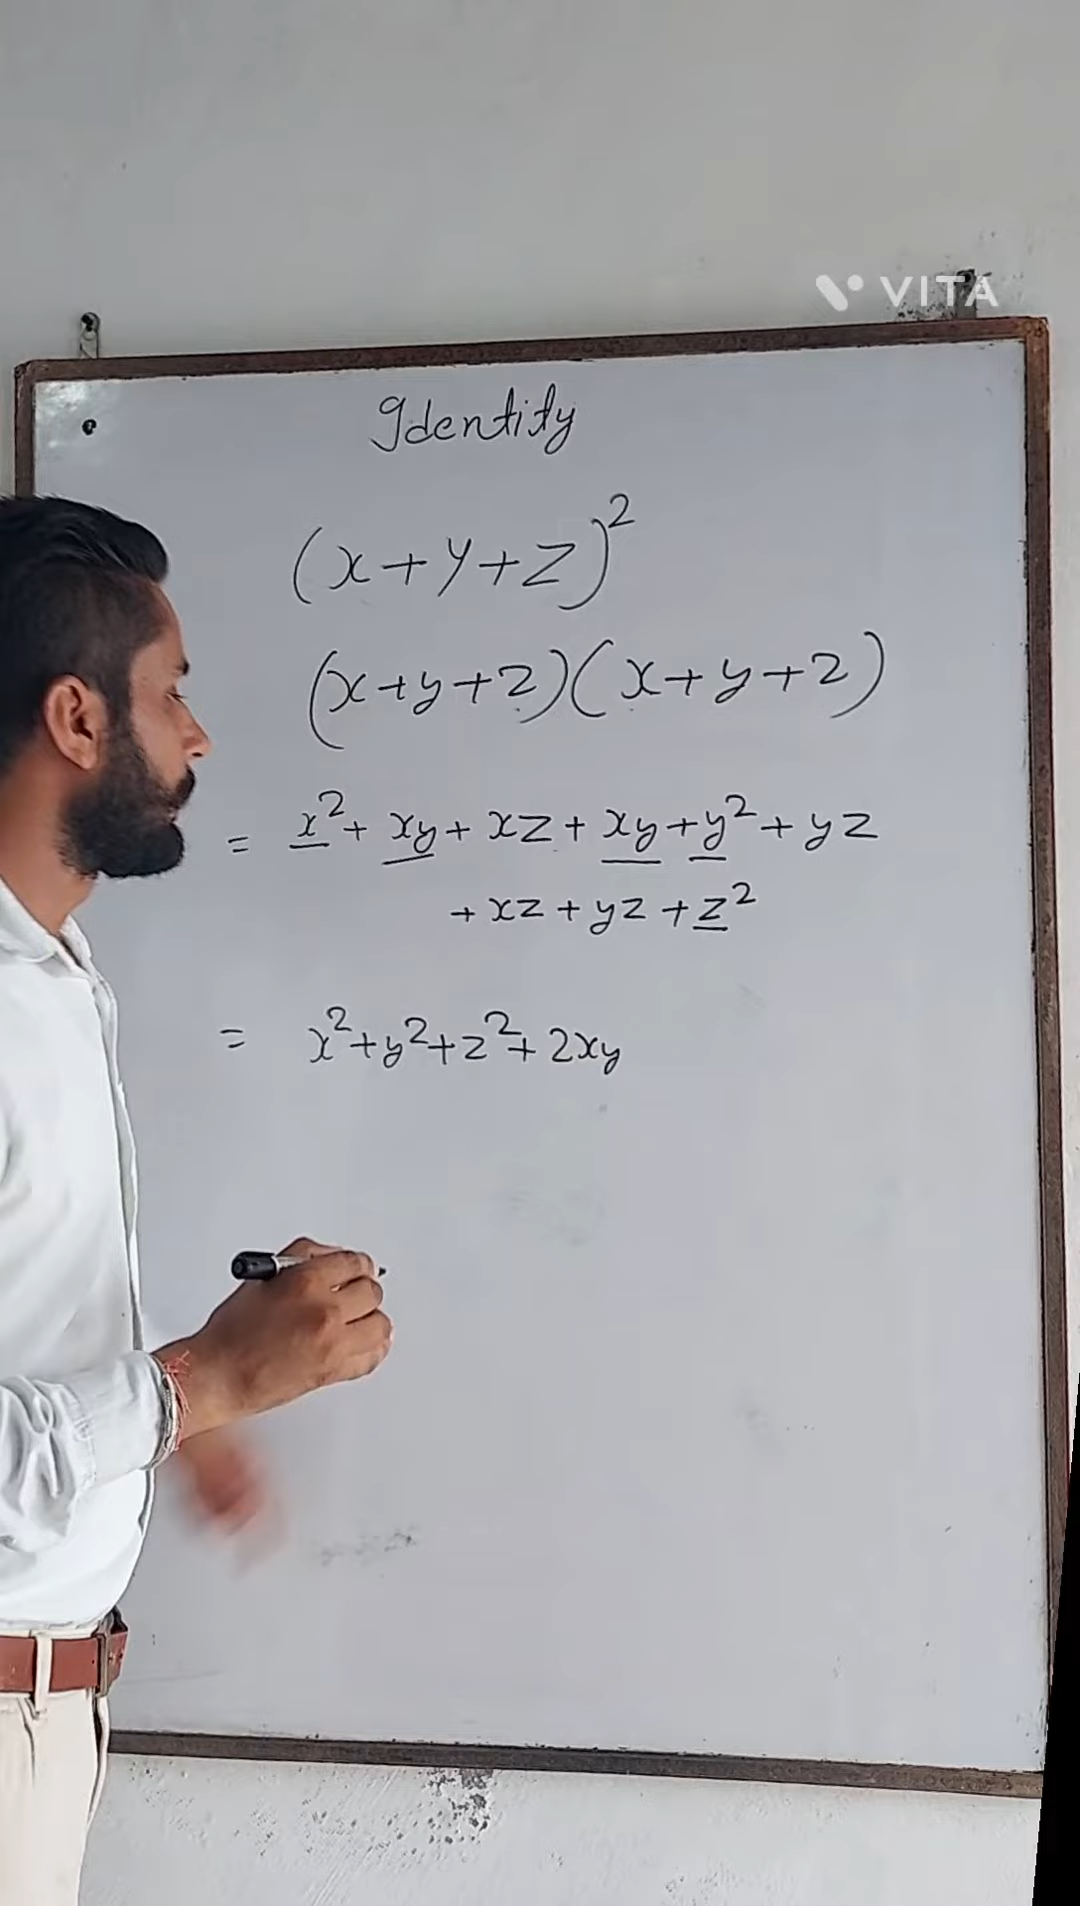 VITA
Identity
(x+y+z)²
(x+y+z)(x+y+z)
= x²+ xy+ xz+ xy+y²+yz
+xz+yz+z²
= x²+y²+z²+2xy